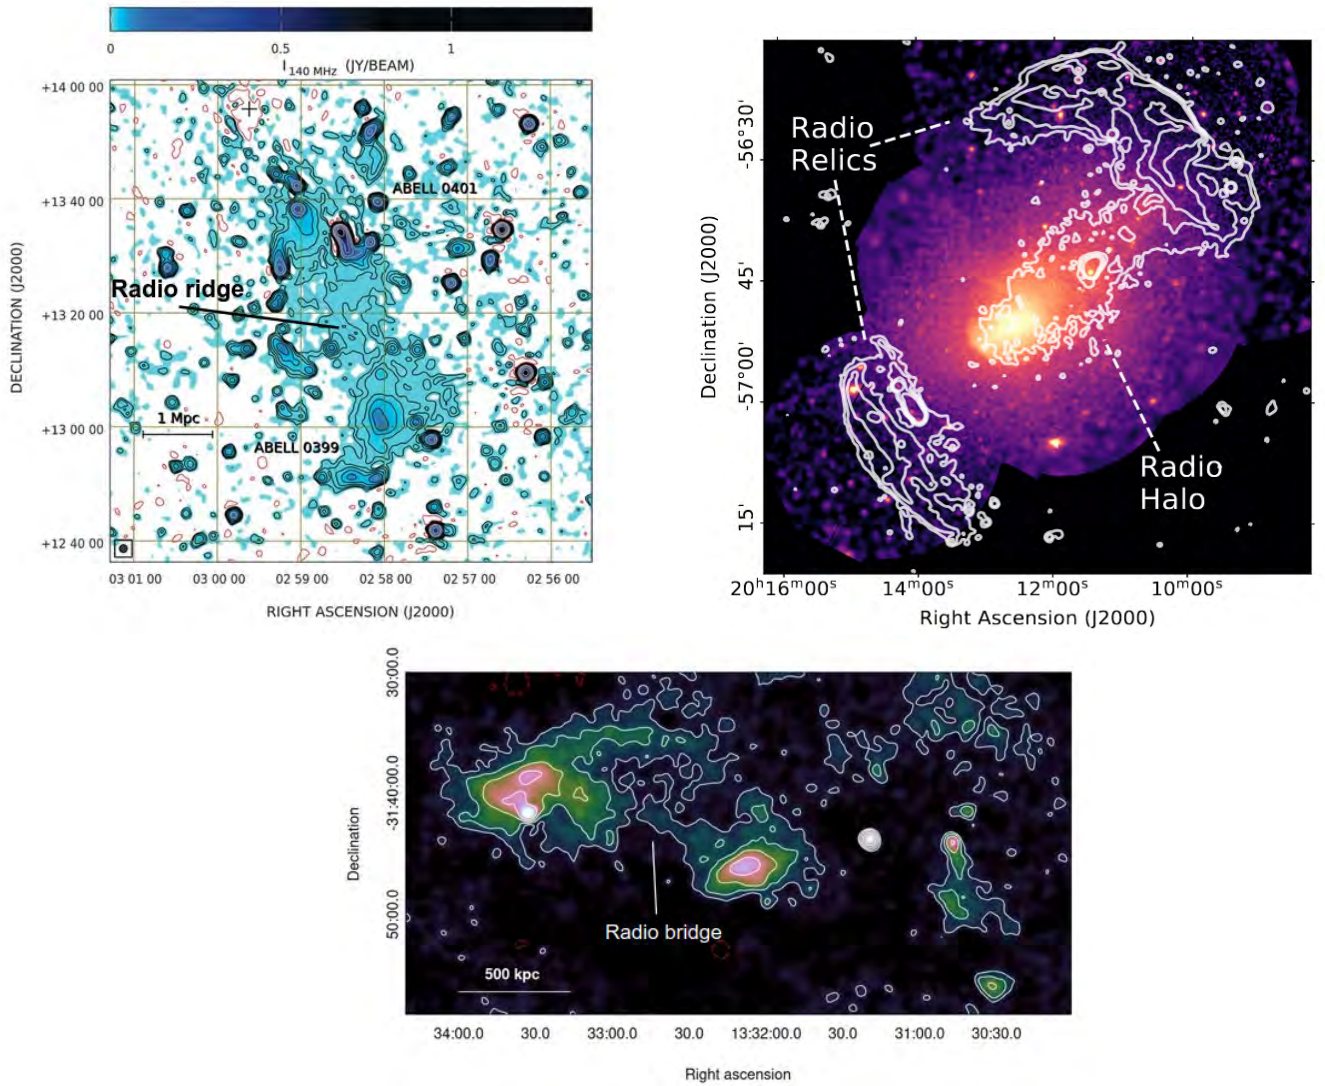 0 0.5 1
I 140 MHz (JY/BEAM)
+14 00 00
+13 40 00
+13 20 00
+13 00 00
+12 40 00
DECLINATION (J2000)
ABELL 0401
Radio ridge
1 Mpc
ABELL 0399
03 01 00 03 00 00 02 59 00 02 58 00 02 57 00 02 56 00
RIGHT ASCENSION (J2000)
Radio
Relics
-56°30'
45'
-57°00'
15'
Declination (J2000)
Radio
Halo
20ʰ16ᵐ00ˢ 14ᵐ00ˢ 12ᵐ00ˢ 10ᵐ00ˢ
Right Ascension (J2000)
30:00.0
-31:40:00.0
50:00.0
Declination
Radio bridge
500 kpc
34:00.0 30.0 33:00.0 30.0 13:32:00.0 30.0 31:00.0 30:30.0
Right ascension